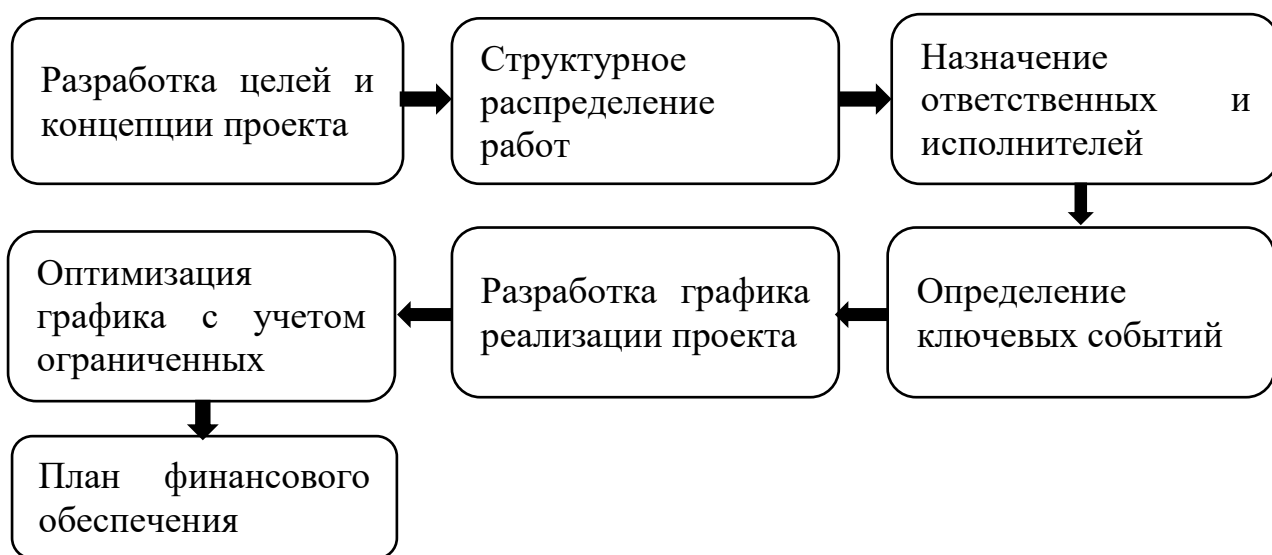 Разработка целей и
концепции проекта
Структурное
распределение
работ
Назначение
ответственных и
исполнителей
Определение
ключевых событий
Разработка графика
реализации проекта
Оптимизация
графика с учетом
ограниченных
План финансового
обеспечения